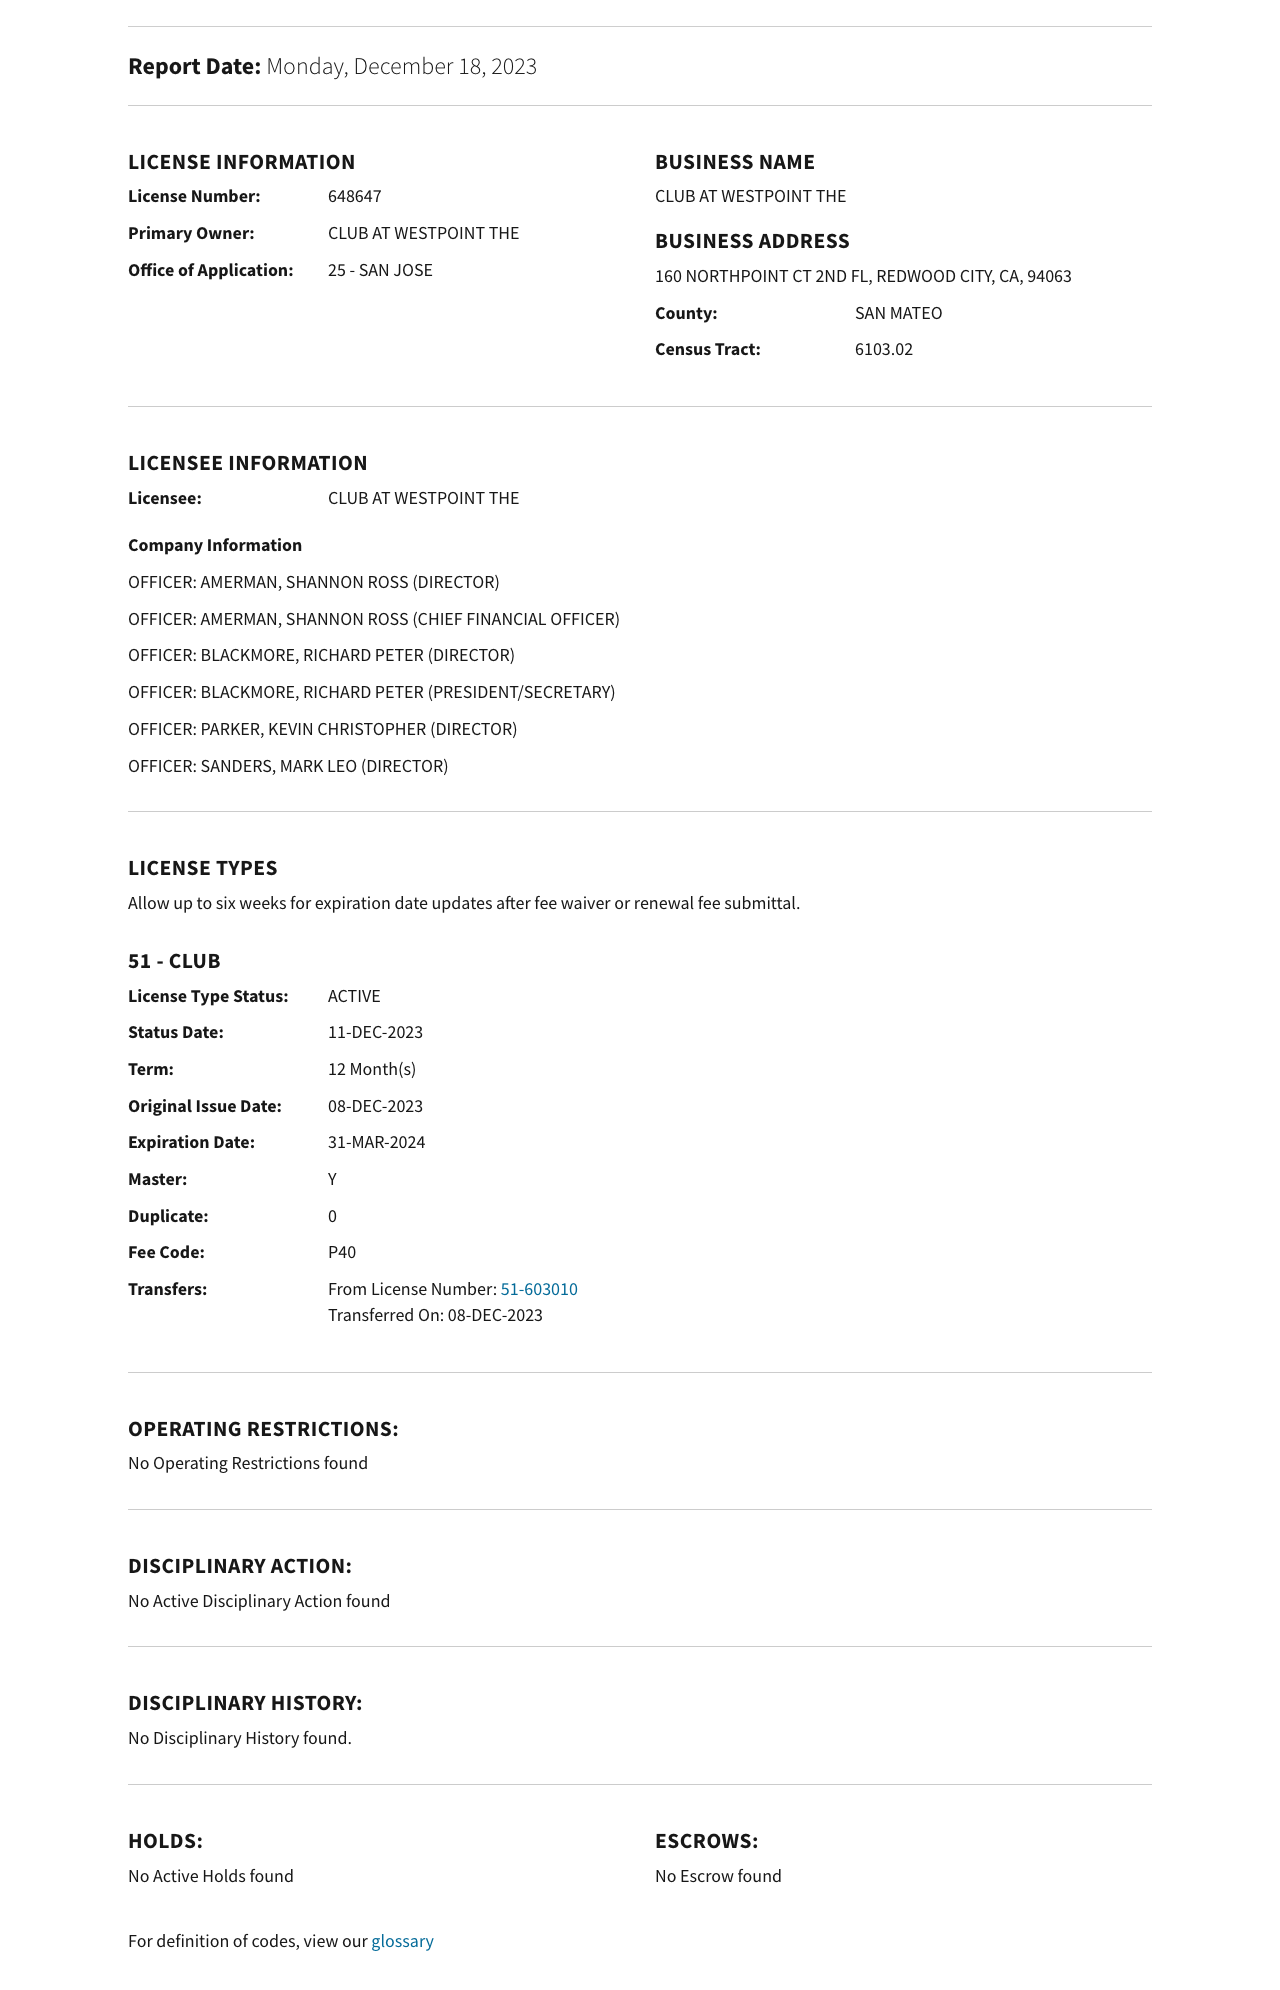 Report Date: Monday, December 18, 2023
LICENSE INFORMATION
License Number: 648647
Primary Owner: CLUB AT WESTPOINT THE
Office of Application: 25 - SAN JOSE
BUSINESS NAME
CLUB AT WESTPOINT THE
BUSINESS ADDRESS
160 NORTHPOINT CT 2ND FL, REDWOOD CITY, CA, 94063
County: SAN MATEO
Census Tract: 6103.02
LICENSEE INFORMATION
Licensee: CLUB AT WESTPOINT THE
Company Information
OFFICER: AMERMAN, SHANNON ROSS (DIRECTOR)
OFFICER: AMERMAN, SHANNON ROSS (CHIEF FINANCIAL OFFICER)
OFFICER: BLACKMORE, RICHARD PETER (DIRECTOR)
OFFICER: BLACKMORE, RICHARD PETER (PRESIDENT/SECRETARY)
OFFICER: PARKER, KEVIN CHRISTOPHER (DIRECTOR)
OFFICER: SANDERS, MARK LEO (DIRECTOR)
LICENSE TYPES
Allow up to six weeks for expiration date updates after fee waiver or renewal fee submittal.
51 - CLUB
License Type Status: ACTIVE
Status Date: 11-DEC-2023
Term: 12 Month(s)
Original Issue Date: 08-DEC-2023
Expiration Date: 31-MAR-2024
Master: Y
Duplicate: 0
Fee Code: P40
Transfers: From License Number: 51-603010
Transferred On: 08-DEC-2023
OPERATING RESTRICTIONS:
No Operating Restrictions found
DISCIPLINARY ACTION:
No Active Disciplinary Action found
DISCIPLINARY HISTORY:
No Disciplinary History found.
HOLDS:
No Active Holds found
ESCROWS:
No Escrow found
For definition of codes, view our glossary